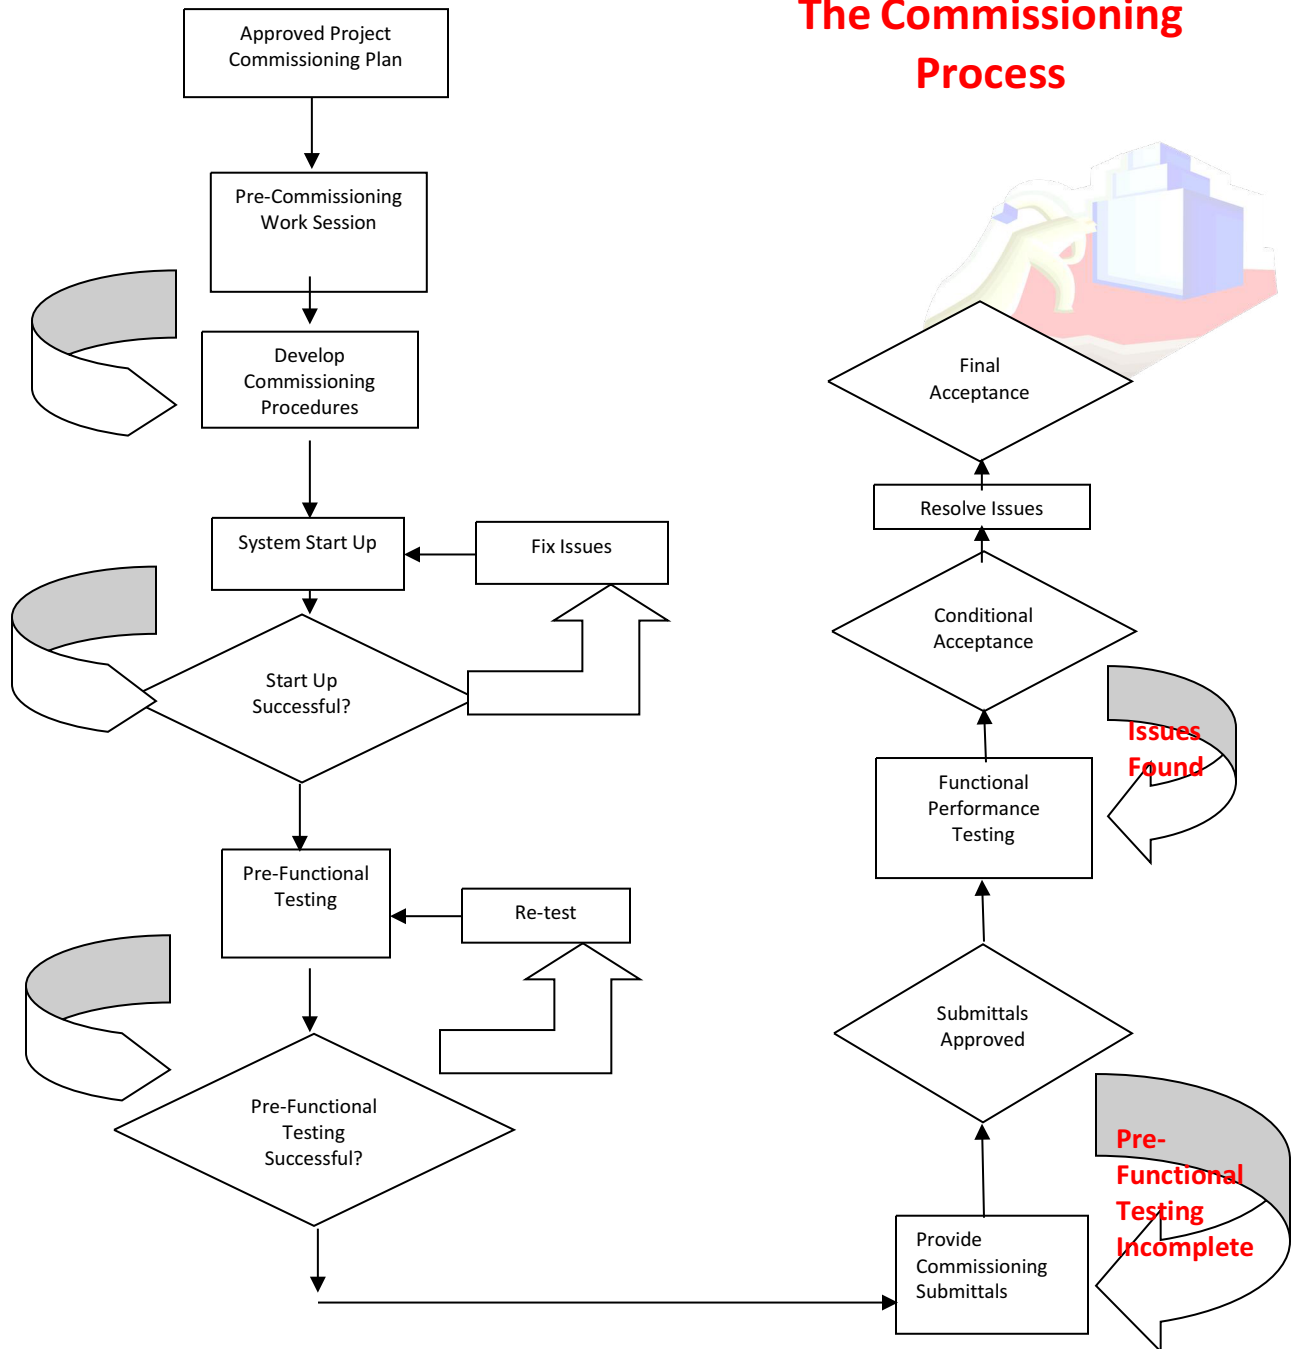 The Commissioning
Process
Approved Project
Commissioning Plan
Pre-Commissioning
Work Session
Develop
Commissioning
Procedures
System Start Up
Fix Issues
Start Up
Successful?
Pre-Functional
Testing
Re-test
Pre-Functional
Testing
Successful?
Final
Acceptance
Resolve Issues
Conditional
Acceptance
Issues
Found
Functional
Performance
Testing
Submittals
Approved
Pre-
Functional
Testing
Incomplete
Provide
Commissioning
Submittals